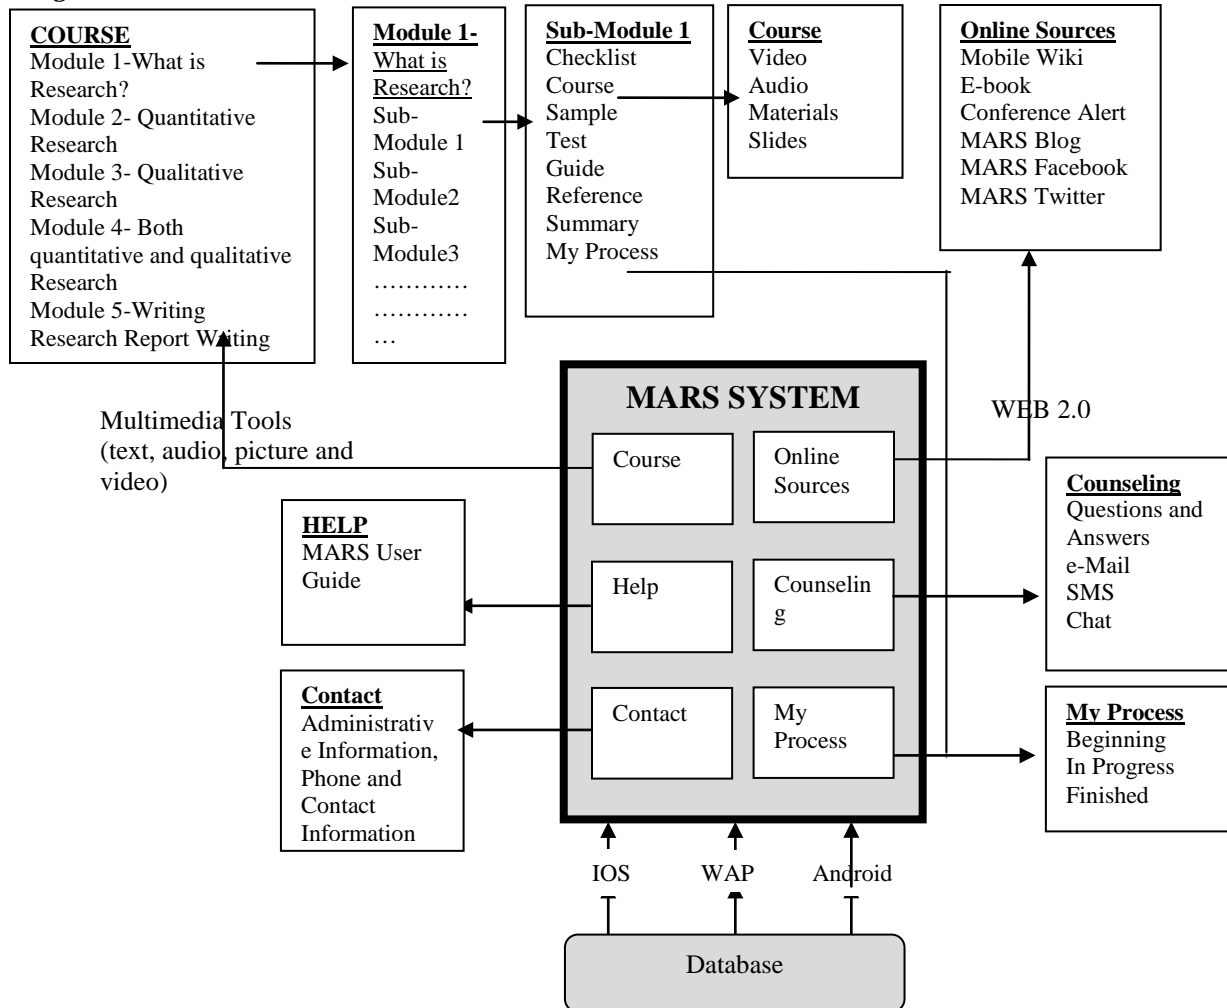 COURSE
Module 1-What is
Research?
Module 2- Quantitative
Research
Module 3- Qualitative
Research
Module 4- Both
quantitative and qualitative
Research
Module 5-Writing
Research Report Writing
Module 1-
What is
Research?
Sub-
Module 1
Sub-
Module2
Sub-
Module3
…………
…………
…
Sub-Module 1
Checklist
Course
Sample
Test
Guide
Reference
Summary
My Process
Course
Video
Audio
Materials
Slides
Online Sources
Mobile Wiki
E-book
Conference Alert
MARS Blog
MARS Facebook
MARS Twitter
Multimedia Tools
(text, audio, picture and
video)
WEB 2.0
MARS SYSTEM
Course
Online
Sources
Help
Counselin
g
Contact
My
Process
HELP
MARS User
Guide
Contact
Administrativ
e Information,
Phone and
Contact
Information
Counseling
Questions and
Answers
e-Mail
SMS
Chat
My Process
Beginning
In Progress
Finished
IOS
WAP
Android
Database